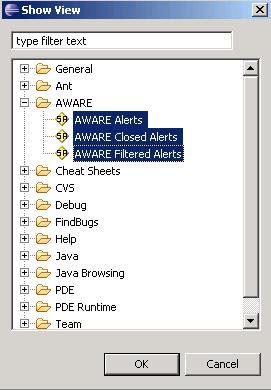 Show View
type filter text
General
Ant
AWARE
AWARE Alerts
AWARE Closed Alerts
AWARE Filtered Alerts
Cheat Sheets
CVS
Debug
FindBugs
Help
Java
Java Browsing
PDE
PDE Runtime
Team
OK
Cancel